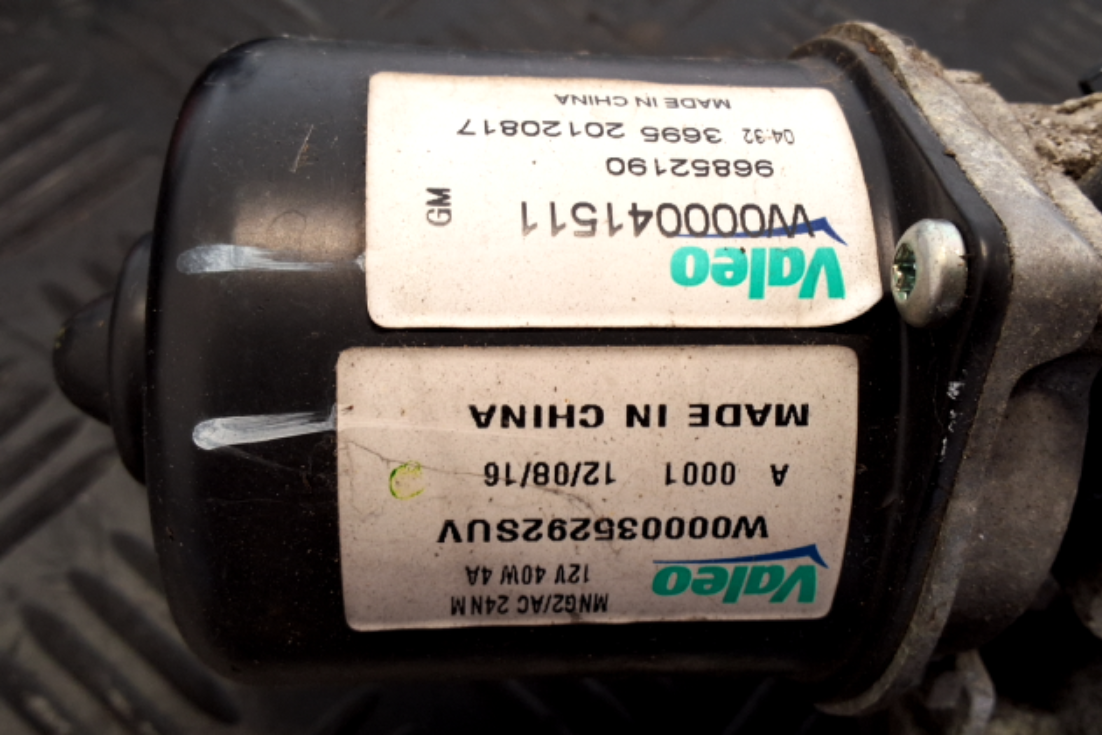 Valeo
MNG2/AC 24NM
12V 40W 4A
W000035292SUV
A 0001 12/08/16
MADE IN CHINA
Valeo
W000041511
GM
96852190
04:32 3695 20120817
MADE IN CHINA